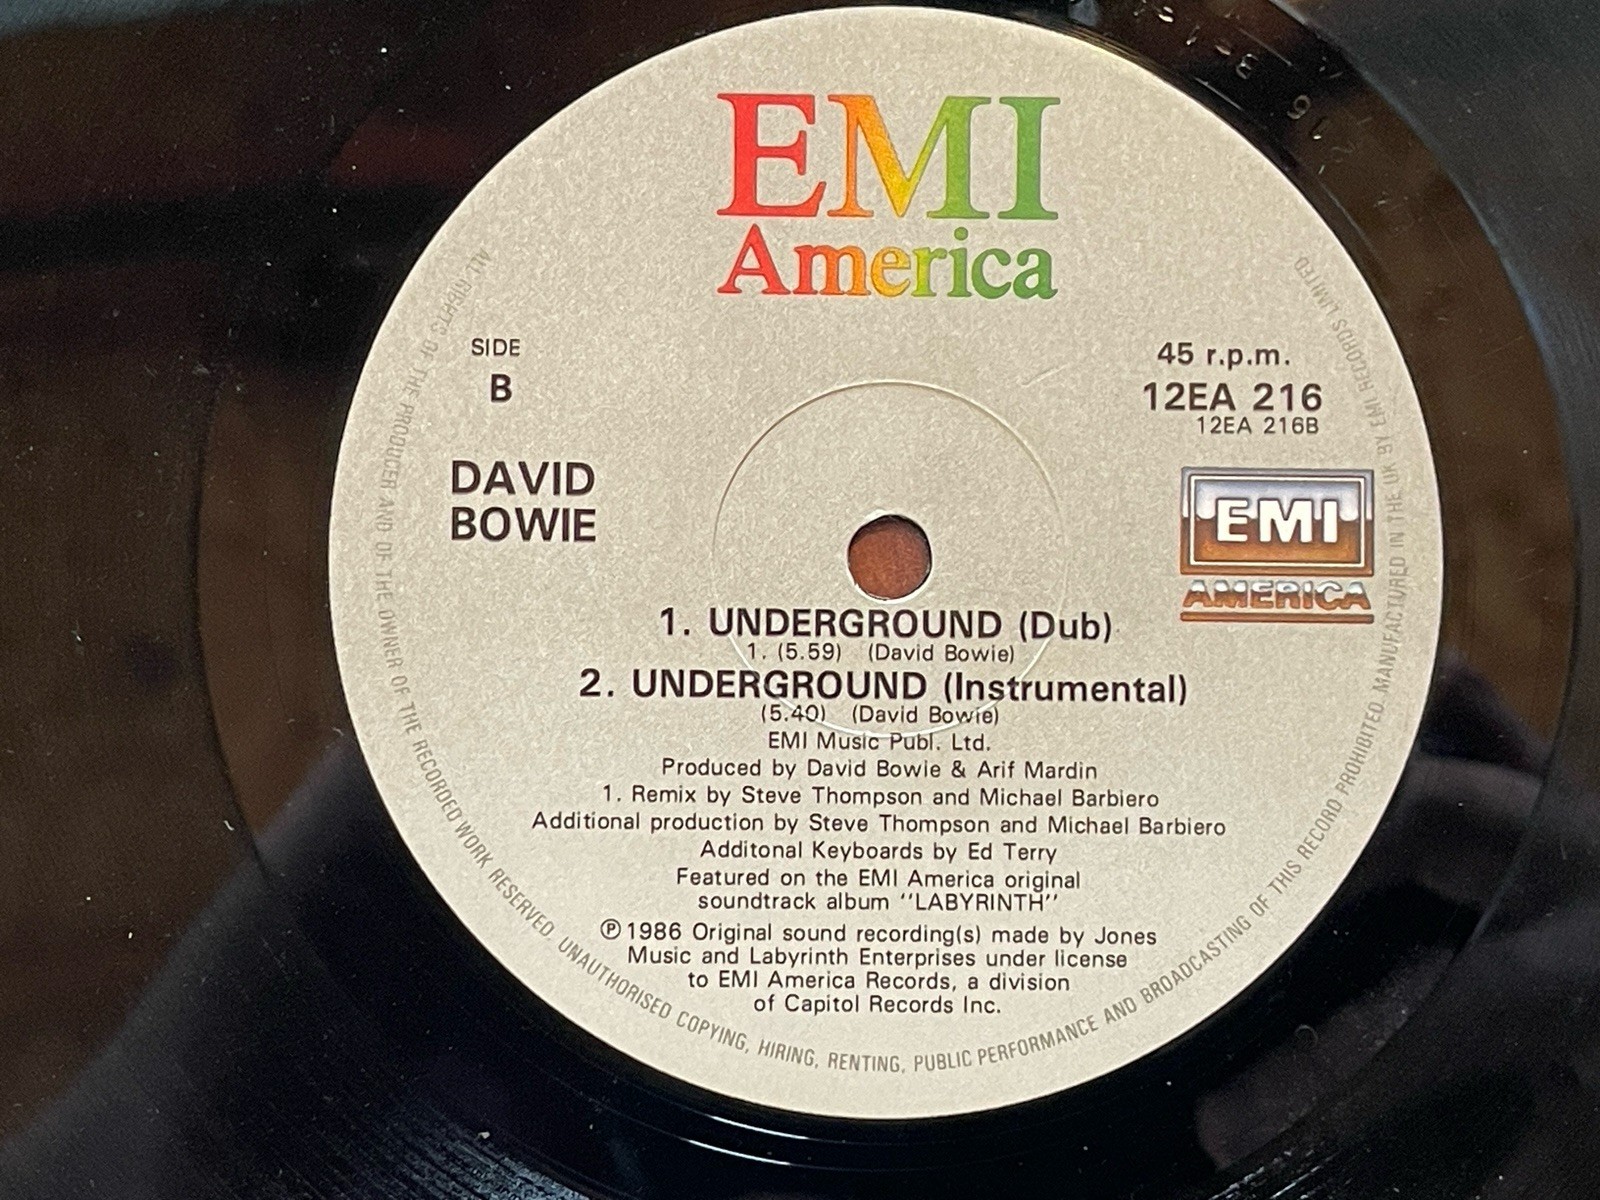 EMI
America
SIDE
B
45 r.p.m.
12EA 216
12EA 216B
DAVID
BOWIE
EMI
AMERICA
1. UNDERGROUND (Dub)
1. (5.59) (David Bowie)
2. UNDERGROUND (Instrumental)
(5.40) (David Bowie)
EMI Music Publ. Ltd.
Produced by David Bowie & Arif Mardin
1. Remix by Steve Thompson and Michael Barbiero
Additional production by Steve Thompson and Michael Barbiero
Additonal Keyboards by Ed Terry
Featured on the EMI America original
soundtrack album "LABYRINTH"
℗ 1986 Original sound recording(s) made by Jones
Music and Labyrinth Enterprises under license
to EMI America Records, a division
of Capitol Records Inc.
ALL RIGHTS OF THE PRODUCER AND OF THE OWNER OF THE RECORDED WORK RESERVED. UNAUTHORISED COPYING, HIRING, RENTING, PUBLIC PERFORMANCE AND BROADCASTING OF THIS RECORD PROHIBITED. MANUFACTURED IN THE UK BY EMI RECORDS LIMITED